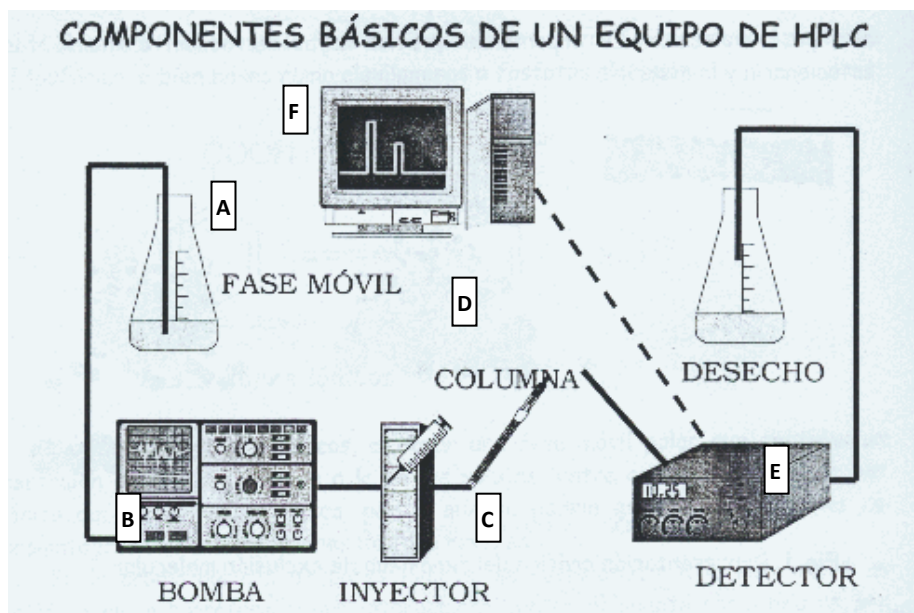 COMPONENTES BÁSICOS DE UN EQUIPO DE HPLC
F
A
FASE MÓVIL
D
COLUMNA
DESECHO
B
C
E
BOMBA
INYECTOR
DETECTOR